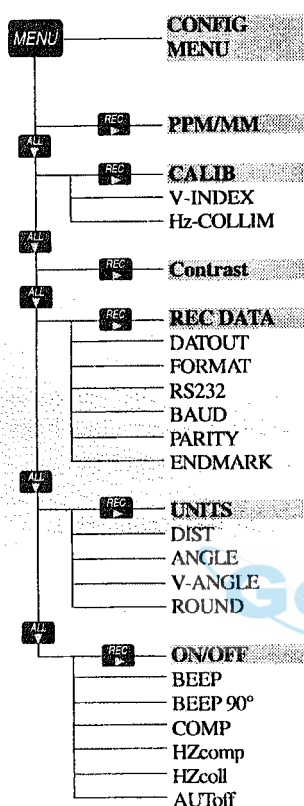 MENU
CONFIG
MENU
REC
PPM/MM
ALL
REC
CALIB
V-INDEX
Hz-COLLIM
ALL
REC
Contrast
ALL
REC
REC DATA
DATOUT
FORMAT
RS232
BAUD
PARITY
ENDMARK
ALL
REC
UNITS
DIST
ANGLE
V-ANGLE
ROUND
ALL
REC
ON/OFF
BEEP
BEEP 90°
COMP
HZcomp
HZcoll
AUToff